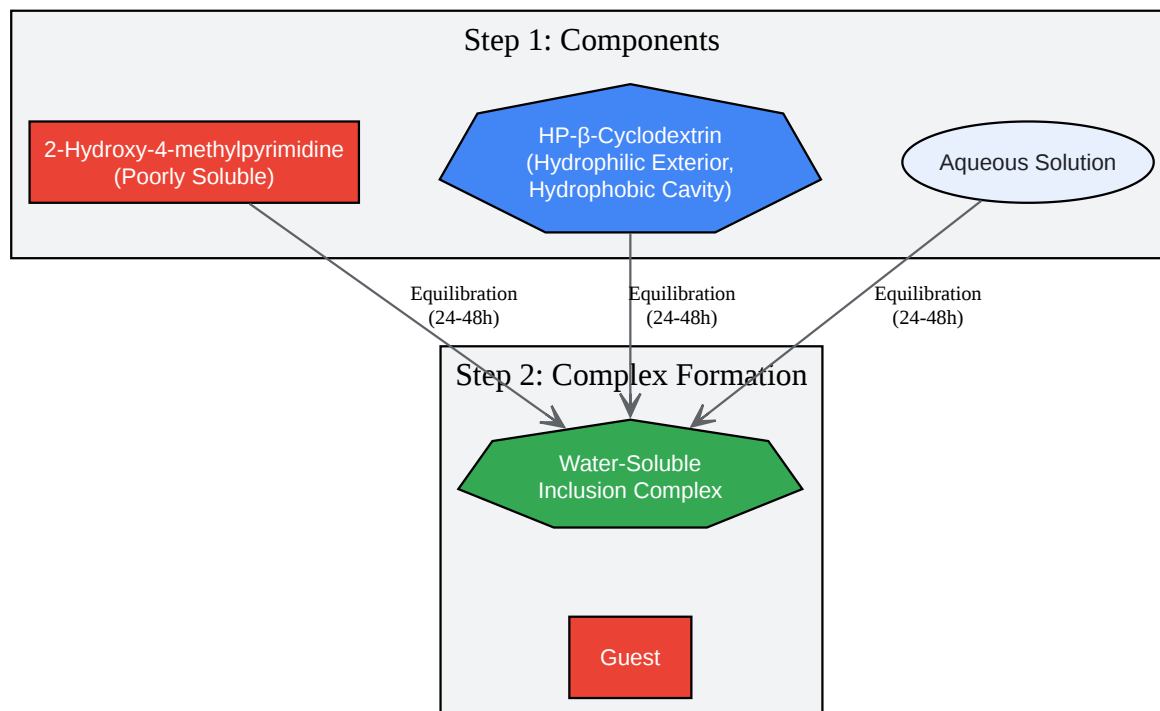 Step 1: Components
2-Hydroxy-4-methylpyrimidine
(Poorly Soluble)
HP-β-Cyclodextrin
(Hydrophilic Exterior,
Hydrophobic Cavity)
Aqueous Solution
Equilibration
(24-48h)
Equilibration
(24-48h)
Equilibration
(24-48h)
Step 2: Complex Formation
Water-Soluble
Inclusion Complex
Guest